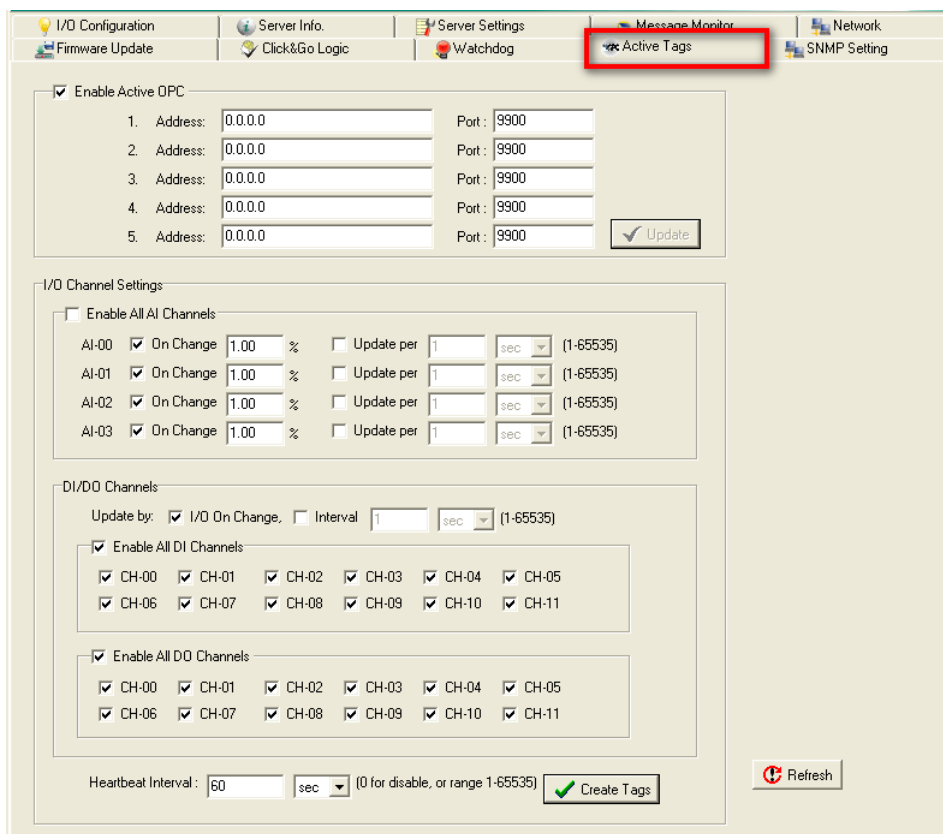 I/O Configuration Server Info. Server Settings Message Monitor Network
Firmware Update Click&Go Logic Watchdog Active Tags SNMP Setting
Enable Active OPC
1. Address: 0.0.0.0 Port : 9900
2. Address: 0.0.0.0 Port : 9900
3. Address: 0.0.0.0 Port : 9900
4. Address: 0.0.0.0 Port : 9900
5. Address: 0.0.0.0 Port : 9900 Update
I/O Channel Settings
Enable All AI Channels
AI-00 On Change 1.00 % Update per 1 sec (1-65535)
AI-01 On Change 1.00 % Update per 1 sec (1-65535)
AI-02 On Change 1.00 % Update per 1 sec (1-65535)
AI-03 On Change 1.00 % Update per 1 sec (1-65535)
DI/DO Channels
Update by: I/O On Change, Interval 1 sec (1-65535)
Enable All DI Channels
CH-00 CH-01 CH-02 CH-03 CH-04 CH-05
CH-06 CH-07 CH-08 CH-09 CH-10 CH-11
Enable All DO Channels
CH-00 CH-01 CH-02 CH-03 CH-04 CH-05
CH-06 CH-07 CH-08 CH-09 CH-10 CH-11
Heartbeat Interval : 60 sec (0 for disable, or range 1-65535) Create Tags Refresh